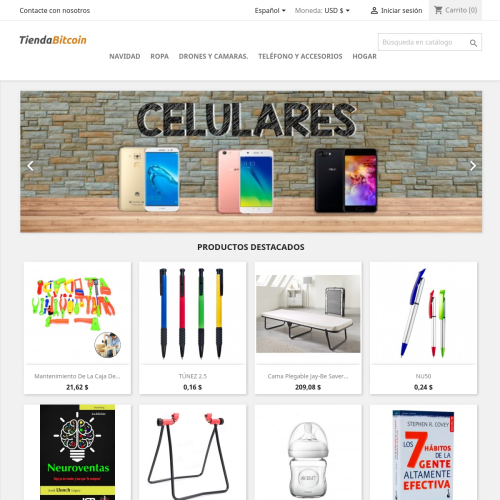 Contacte con nosotros
Español
Moneda: USD $
Iniciar sesión
Carrito (0)
TiendaBitcoin
Búsqueda en catálogo
NAVIDAD
ROPA
DRONES Y CAMARAS.
TELÉFONO Y ACCESORIOS
HOGAR
CELULARES
PRODUCTOS DESTACADOS
Mantenimiento De La Caja De...
TÚNEZ 2.5
Cama Plegable Jay-Be Saver...
NU50
21,62 $
0,16 $
209,08 $
0,24 $
Neuroventas
STEPHEN R. COVEY
LOS
7 HÁBITOS
DE LA
GENTE
ALTAMENTE
EFECTIVA